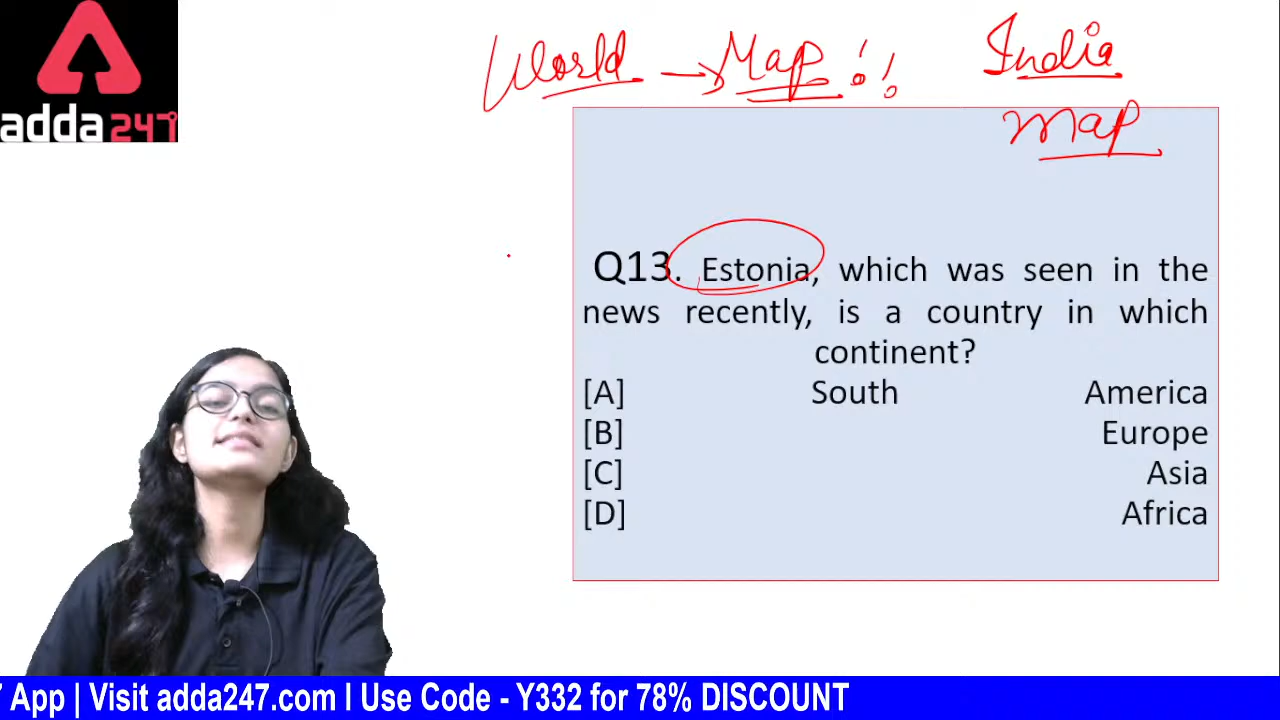 World → Map !!
India
Map
adda247
Q13. Estonia, which was seen in the
news recently, is a country in which
continent?
[A] South America
[B] Europe
[C] Asia
[D] Africa
7 App | Visit adda247.com l Use Code - Y332 for 78% DISCOUNT